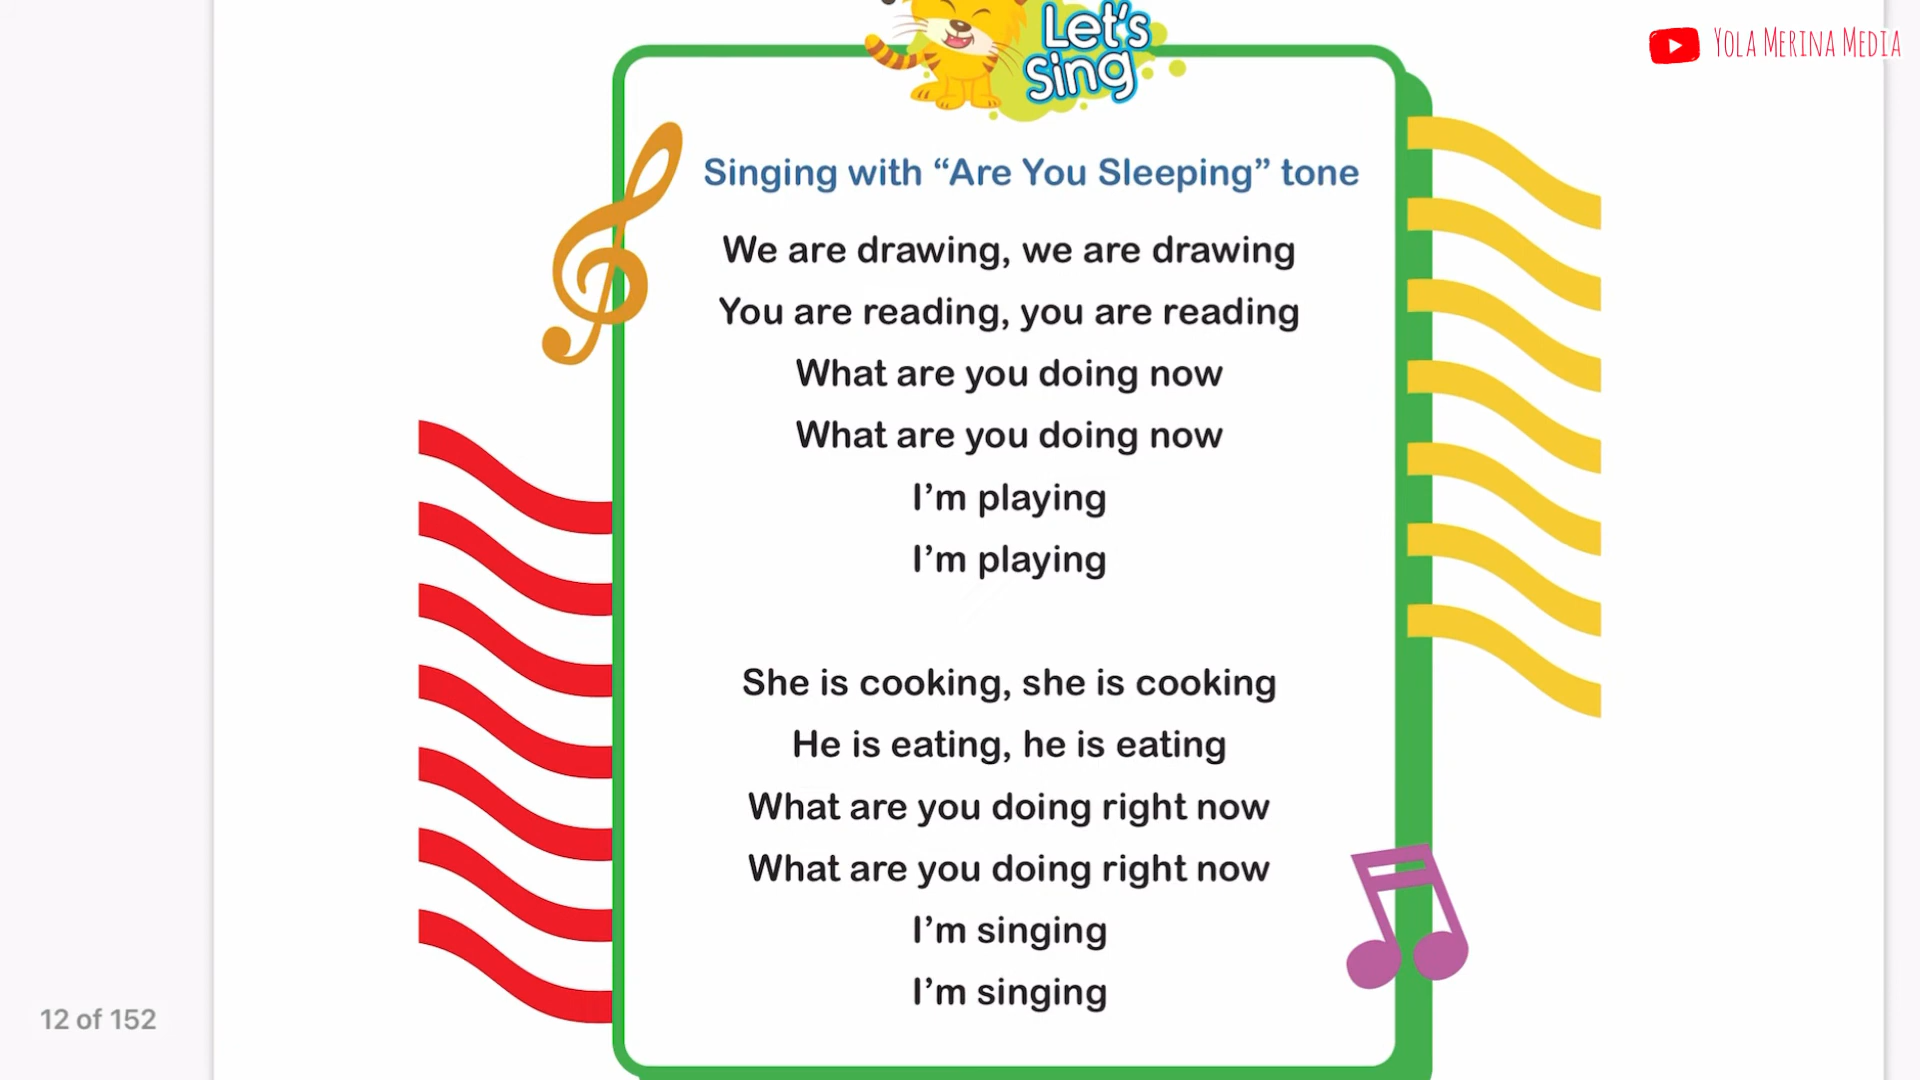 Let's
Sing
YOLA MERINA MEDIA
Singing with “Are You Sleeping” tone
We are drawing, we are drawing
You are reading, you are reading
What are you doing now
What are you doing now
I’m playing
I’m playing
She is cooking, she is cooking
He is eating, he is eating
What are you doing right now
What are you doing right now
I’m singing
I’m singing
12 of 152